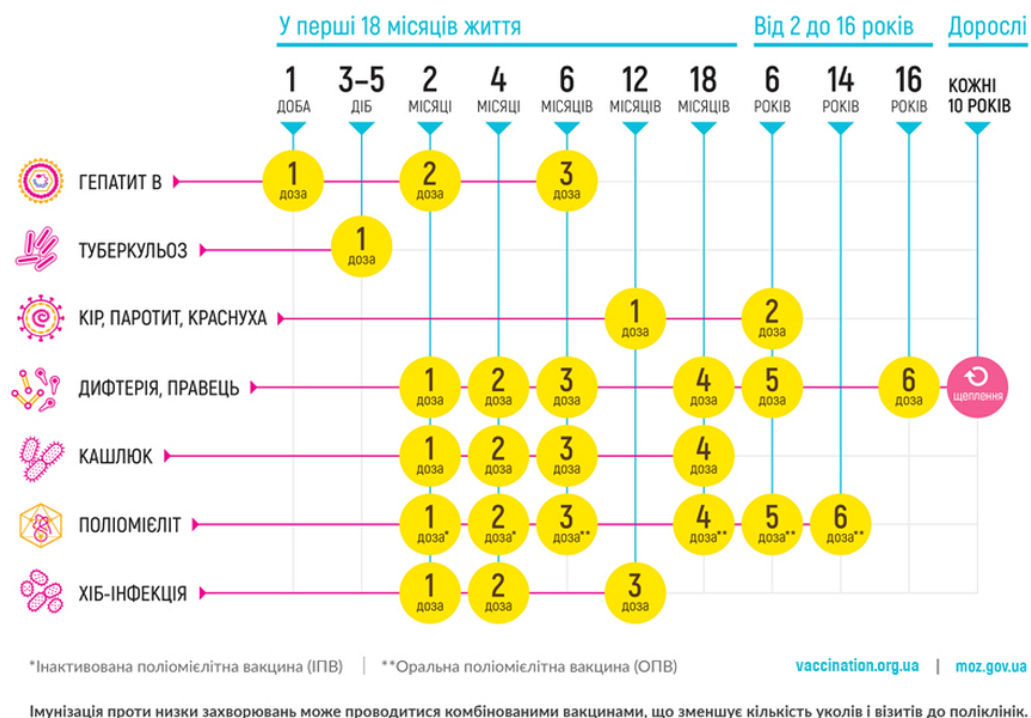 У перші 18 місяців життя
Від 2 до 16 років
Дорослі
1 3–5 2 4 6 12 18 6 14 16 КОЖНІ
ДОБА ДІБ МІСЯЦІ МІСЯЦІ МІСЯЦІВ МІСЯЦІВ МІСЯЦІВ РОКІВ РОКІВ РОКІВ 10 РОКІВ
ГЕПАТИТ В 1 доза 2 доза 3 доза
ТУБЕРКУЛЬОЗ 1 доза
КІР, ПАРОТИТ, КРАСНУХА 1 доза 2 доза
ДИФТЕРІЯ, ПРАВЕЦЬ 1 доза 2 доза 3 доза 4 доза 5 доза 6 доза щеплення
КАШЛЮК 1 доза 2 доза 3 доза 4 доза
ПОЛІОМІЄЛІТ 1 доза* 2 доза* 3 доза** 4 доза** 5 доза** 6 доза**
ХІБ-ІНФЕКЦІЯ 1 доза 2 доза 3 доза
*Інактивована поліомієлітна вакцина (ІПВ) | **Оральна поліомієлітна вакцина (ОПВ)
vaccination.org.ua | moz.gov.ua
Імунізація проти низки захворювань може проводитися комбінованими вакцинами, що зменшує кількість уколів і візитів до поліклінік.